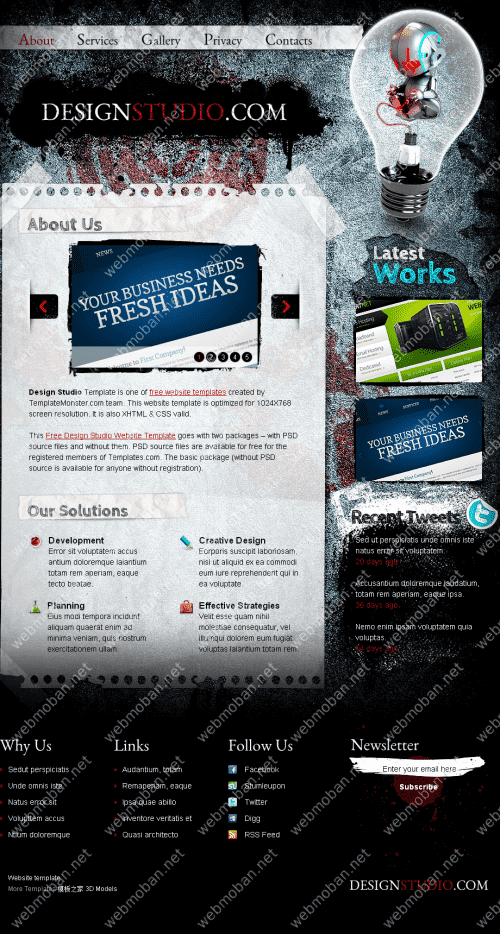 About Services Gallery Privacy Contacts
DESIGNSTUDIO.COM
About Us
NEWS
YOUR BUSINESS NEEDS
FRESH IDEAS
First Company!
1 2 3 4 5
Design Studio Template is one of free website templates created by
TemplateMonster.com team. This website template is optimized for 1024X768
screen resolution. It is also XHTML & CSS valid.
This Free Design Studio Website Template goes with two packages – with PSD
source files and without them. PSD source files are available for free for the
registered members of Templates.com. The basic package (without PSD
source is available for anyone without registration).
Our Solutions
Development
Error sit voluptatem accus
antium doloremque laiantium
totam rem aperiam, eaque
tecto beatae.
Creative Design
Corporis suscipit laboriosam,
nisi ut aliquid ex ea commodi
eum iure reprehenderit qui in
ea voluptate
Planning
Eius modi tempora incidunt
aliquam quaerat enim ad
minima veniam, quis nostrum
exercitationem ullam.
Effective Strategies
Velit esse quam nihil
molestiae consequatur, vel
illumqui dolorem eum fugiat
voluptas laiantium totam rem.
Latest
Works
YOUR BUSINESS NEEDS
FRESH IDEAS
Recent Tweets
Sed ut perspiciatis unde omnis iste
natus error sit voluptatem.
20 days ago
Accusantium doloremque laudatium,
totam rem aperiam, eaque ipsa.
36 days ago
Nemo enim ipsam voluptatem quia
voluptas.
days ago
Why Us
Sedut perspiciatis
Unde omnis iste
Natus error sit
Volupttem accus
Ntium doloremque
Links
Audantium, totam
Remaperiam, eaque
Ipsa quae abillo
Inventore veritatis et
Quasi architecto
Follow Us
Facebook
Stumleupon
Twitter
Digg
RSS Feed
Newsletter
Enter your email here
Subscribe
Website template
More Templates 模板之家 3D Models
DESIGNSTUDIO.COM
webmoban.net